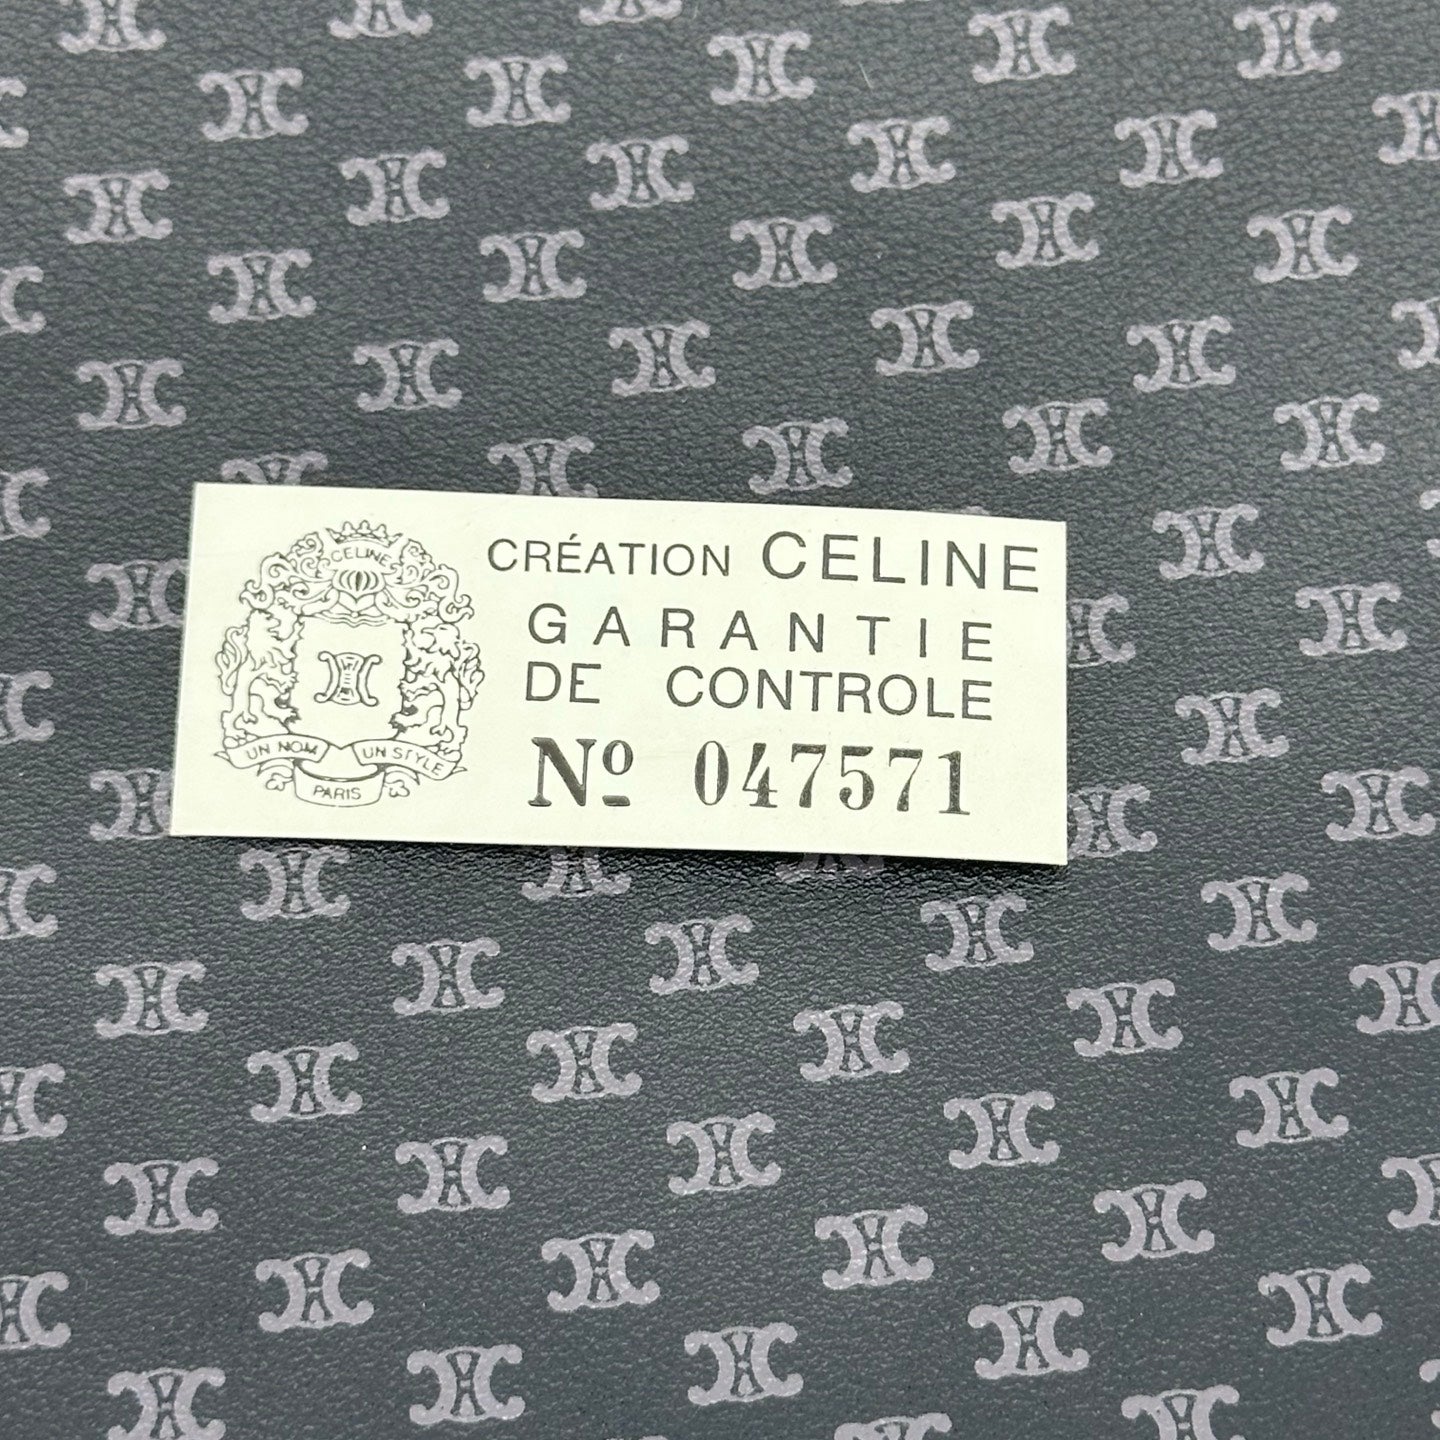 CELINE
UN NOM UN STYLE
PARIS
CRÉATION CELINE
GARANTIE
DE CONTROLE
Nº 047571